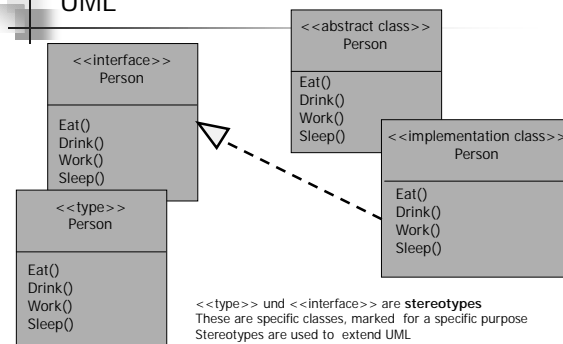 UML
<<interface>>
Person
Eat()
Drink()
Work()
Sleep()
<<type>>
Person
Eat()
Drink()
Work()
Sleep()
<<abstract class>>
Person
Eat()
Drink()
Work()
Sleep()
<<implementation class>>
Person
Eat()
Drink()
Work()
Sleep()
<<type>> und <<interface>> are stereotypes
These are specific classes, marked for a specific purpose
Stereotypes are used to extend UML